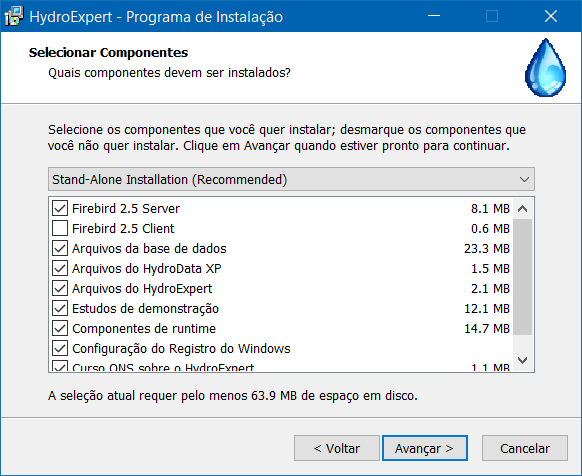 HydroExpert - Programa de Instalação
Selecionar Componentes
Quais componentes devem ser instalados?
Selecione os componentes que você quer instalar; desmarque os componentes que
você não quer instalar. Clique em Avançar quando estiver pronto para continuar.
Stand-Alone Installation (Recommended)
Firebird 2.5 Server 8.1 MB
Firebird 2.5 Client 0.6 MB
Arquivos da base de dados 23.3 MB
Arquivos do HydroData XP 1.5 MB
Arquivos do HydroExpert 2.1 MB
Estudos de demonstração 12.1 MB
Componentes de runtime 14.7 MB
Configuração do Registro do Windows
Curso ONS sobre o HydroExpert 1.1 MB
A seleção atual requer pelo menos 63.9 MB de espaço em disco.
< Voltar
Avançar >
Cancelar